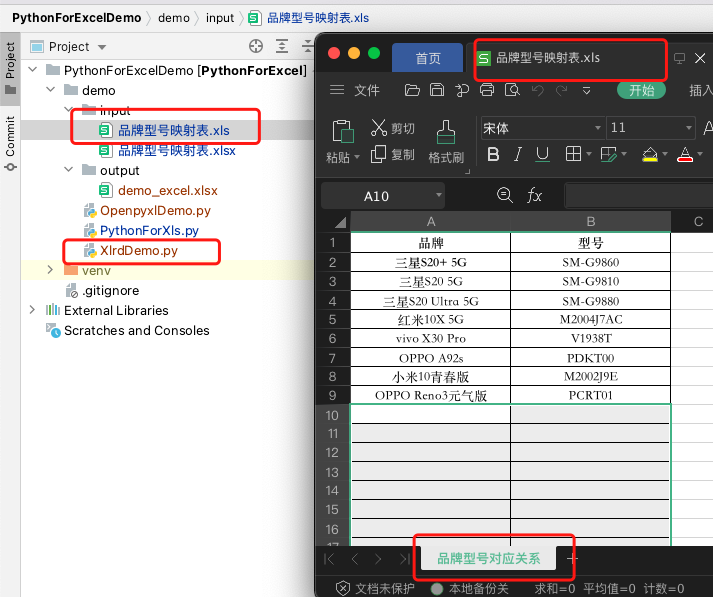 PythonForExcelDemo 〉 demo 〉 input 〉 品牌型号映射表.xls
Project
Commit
Project
PythonForExcelDemo [PythonForExcel]
demo
input
品牌型号映射表.xls
品牌型号映射表.xlsx
output
demo_excel.xlsx
OpenpyxlDemo.py
PythonForXls.py
XlrdDemo.py
venv
.gitignore
External Libraries
Scratches and Consoles
首页 品牌型号映射表.xls
文件 开始 插入
剪切 宋体 11
粘贴 复制 格式刷 B I U
A10 fx
A B C
1 品牌 型号
2 三星S20+ 5G SM-G9860
3 三星S20 5G SM-G9810
4 三星S20 Ultra 5G SM-G9880
5 红米10X 5G M2004J7AC
6 vivo X30 Pro V1938T
7 OPPO A92s PDKT00
8 小米10青春版 M2002J9E
9 OPPO Reno3元气版 PCRT01
10
11
12
13
14
15
16
17
品牌型号对应关系 +
文档未保护 本地备份关 求和=0 平均值=0 计数=0